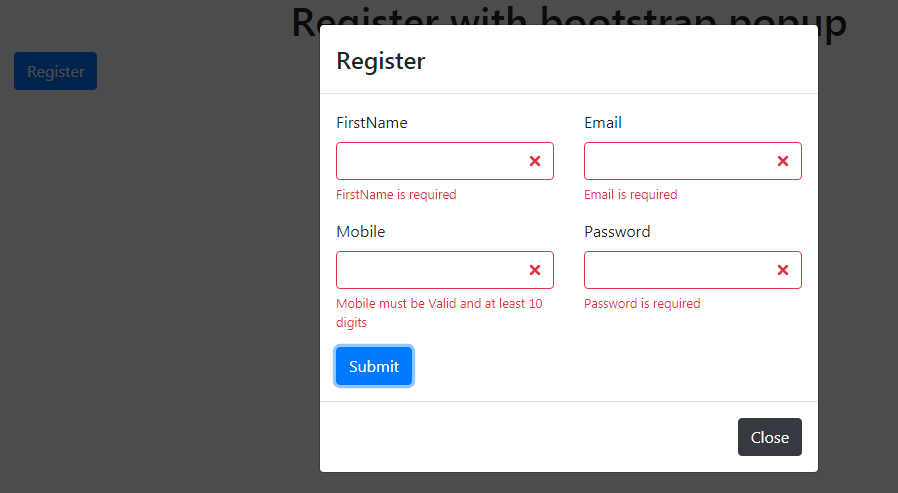 Register with bootstrap popup
Register
Register
FirstName
Email
FirstName is required
Email is required
Mobile
Password
Mobile must be Valid and at least 10
digits
Password is required
Submit
Close